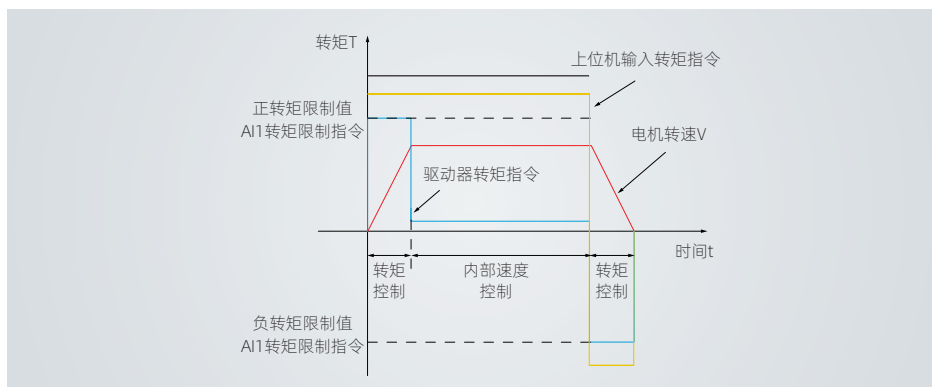 转矩T
上位机输入转矩指令
正转矩限制值
AI1转矩限制指令
电机转速V
驱动器转矩指令
时间t
转矩
控制
内部速度
控制
转矩
控制
负转矩限制值
AI1转矩限制指令